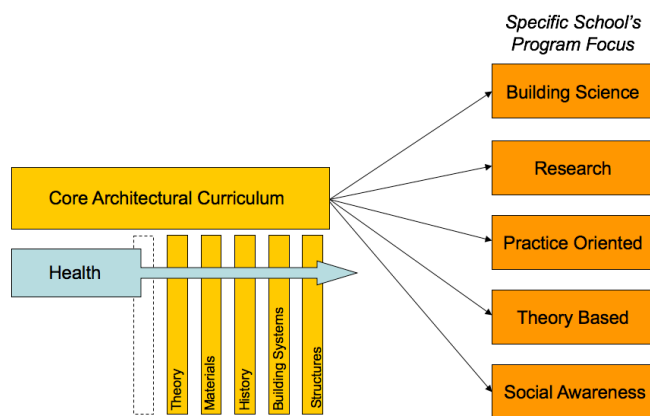 Specific School's
Program Focus
Building Science
Core Architectural Curriculum
Research
Practice Oriented
Health
Theory
Materials
History
Building Systems
Structures
Theory Based
Social Awareness